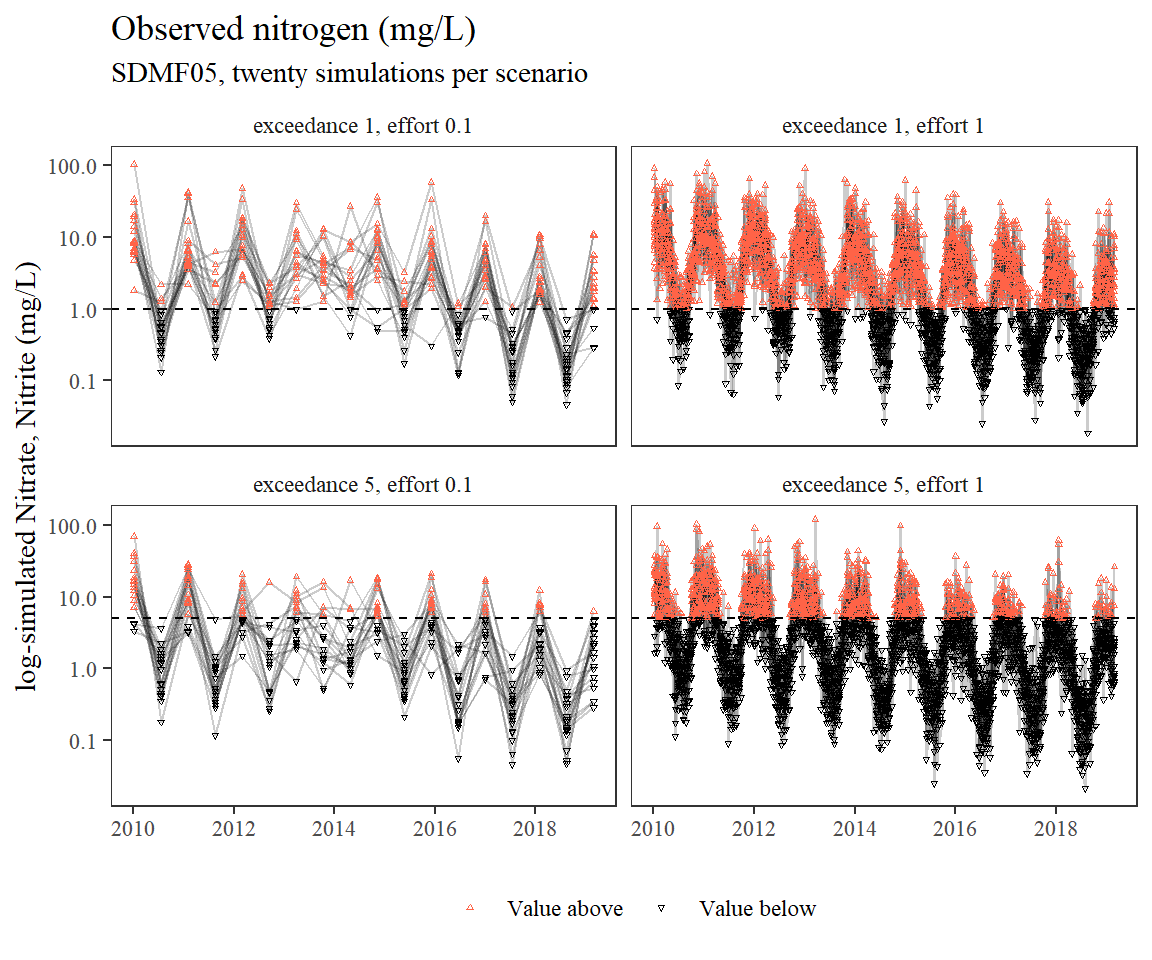 Observed nitrogen (mg/L)
SDMF05, twenty simulations per scenario
exceedance 1, effort 0.1
exceedance 1, effort 1
100.0
10.0
1.0
0.1
log-simulated Nitrate, Nitrite (mg/L)
exceedance 5, effort 0.1
exceedance 5, effort 1
100.0
10.0
1.0
0.1
2010 2012 2014 2016 2018
2010 2012 2014 2016 2018
Value above Value below